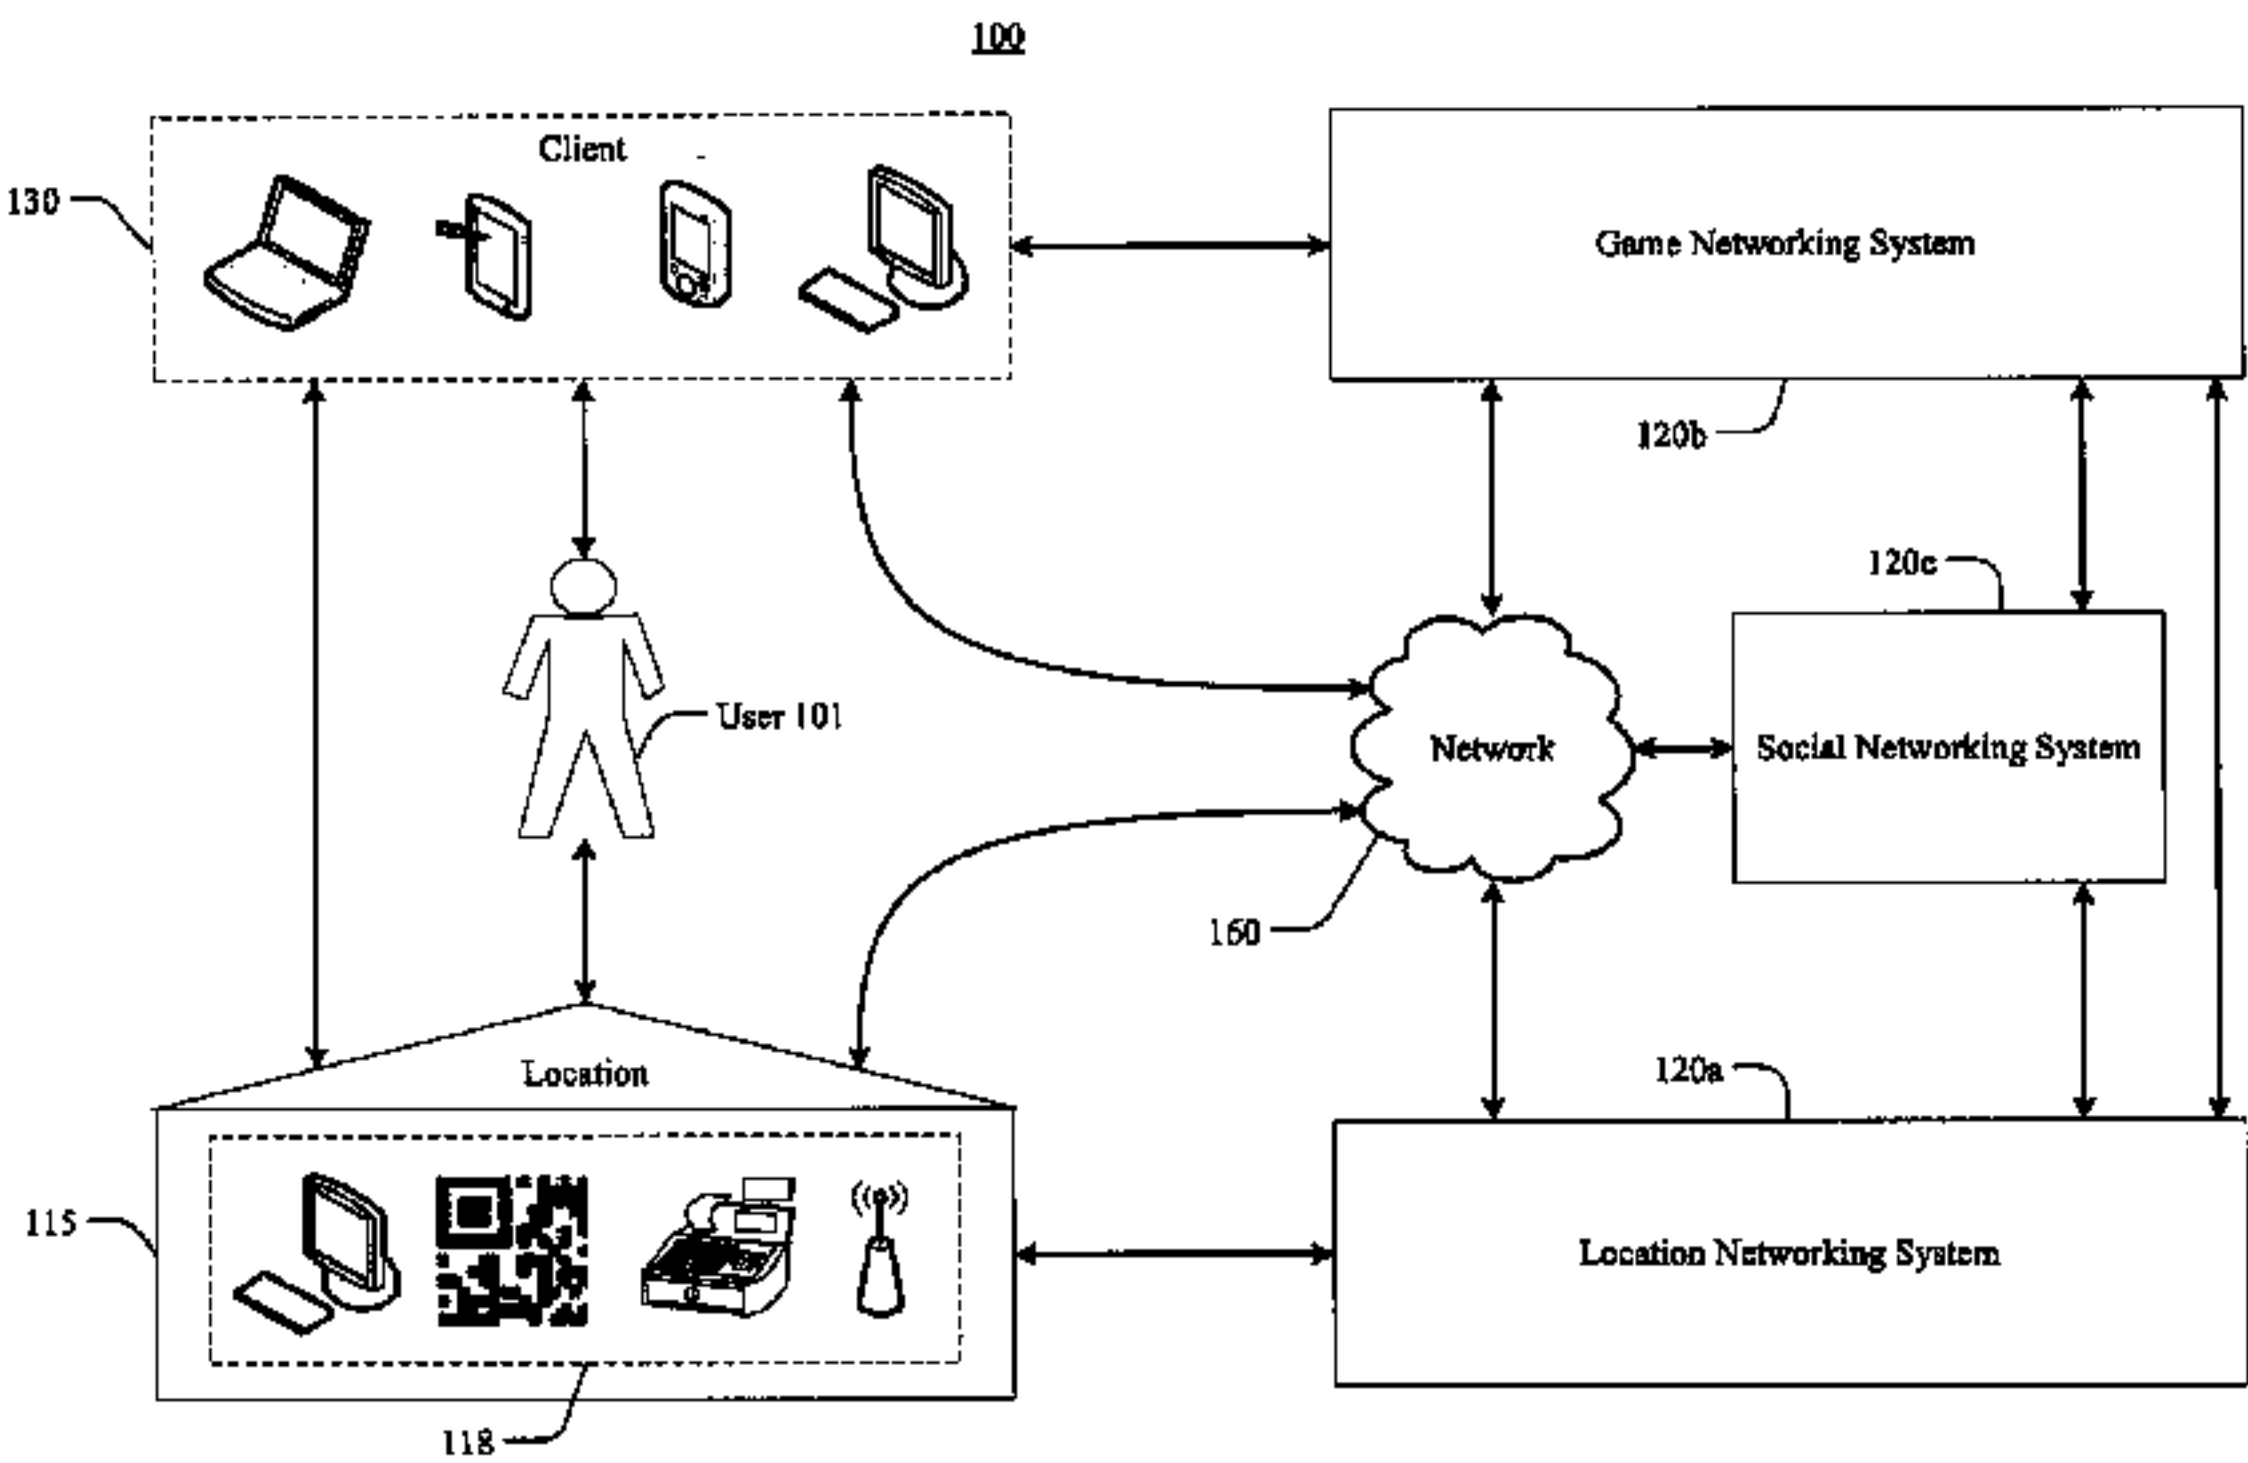 100
Client
130
Game Networking System
120b
120c
User 101
Network
Social Networking System
160
Location
120a
115
Location Networking System
118